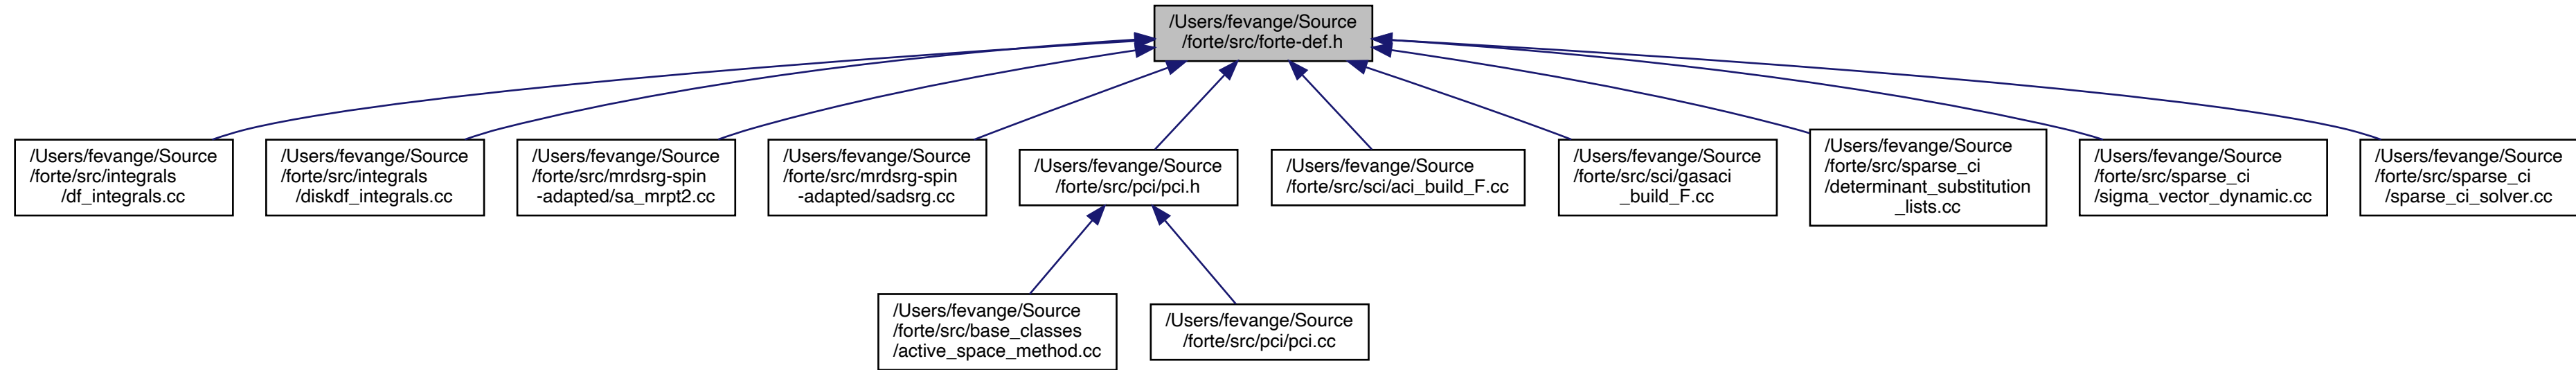 /Users/fevange/Source
/forte/src/forte-def.h
/Users/fevange/Source
/forte/src/integrals
/df_integrals.cc
/Users/fevange/Source
/forte/src/integrals
/diskdf_integrals.cc
/Users/fevange/Source
/forte/src/mrdsrg-spin
-adapted/sa_mrpt2.cc
/Users/fevange/Source
/forte/src/mrdsrg-spin
-adapted/sadsrg.cc
/Users/fevange/Source
/forte/src/pci/pci.h
/Users/fevange/Source
/forte/src/sci/aci_build_F.cc
/Users/fevange/Source
/forte/src/sci/gasaci
_build_F.cc
/Users/fevange/Source
/forte/src/sparse_ci
/determinant_substitution
_lists.cc
/Users/fevange/Source
/forte/src/sparse_ci
/sigma_vector_dynamic.cc
/Users/fevange/Source
/forte/src/sparse_ci
/sparse_ci_solver.cc
/Users/fevange/Source
/forte/src/base_classes
/active_space_method.cc
/Users/fevange/Source
/forte/src/pci/pci.cc